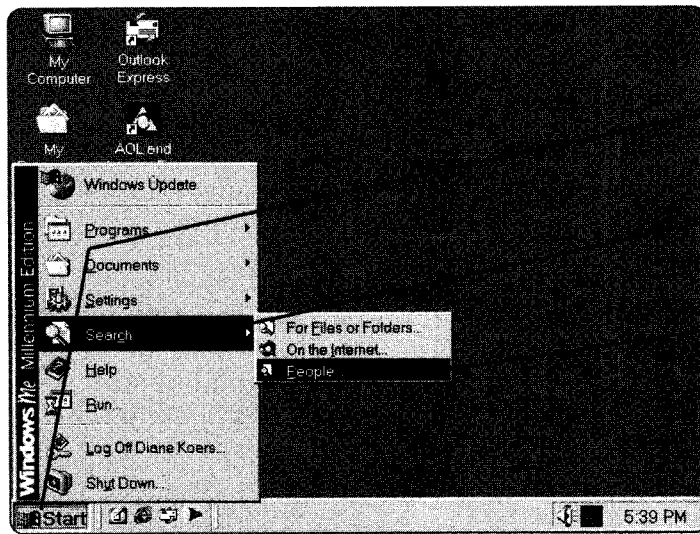 My Computer
Outlook Express
My
AOL and
Windows Me Millennium Edition
Windows Update
Programs
Documents
Settings
Search
For Files or Folders...
On the Internet...
People
Help
Run...
Log Off Diane Koers...
Shut Down...
Start
5:39 PM